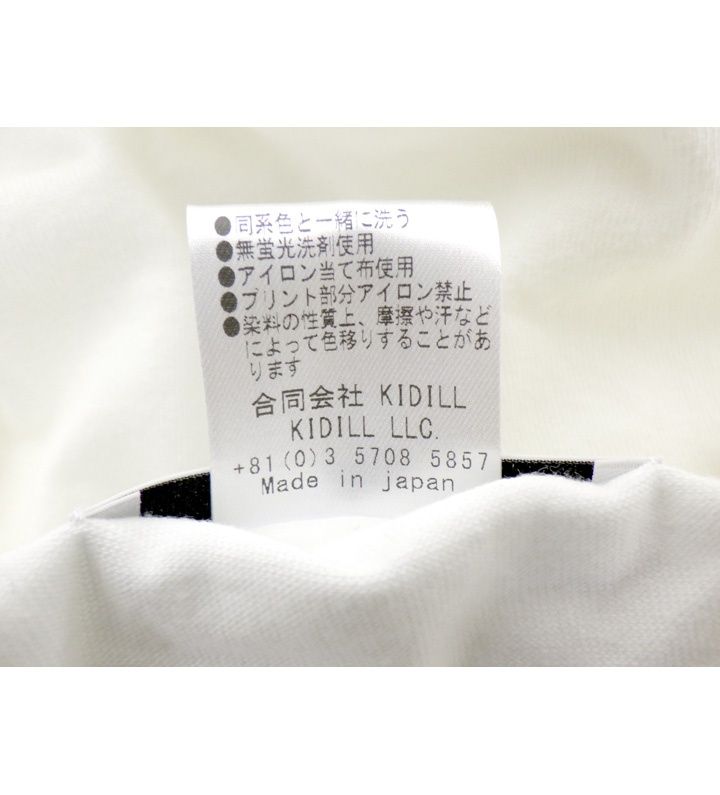 ●司系色と一緒に洗う
●無蛍光洗剤使用
●アイロン当て布使用
●プリント部分アイロン禁止
●染料の性質上、摩擦や汗など
によって色移りすることがあ
ります
合同会社 KIDILL
KIDILL LLC.
+81(0)3 5708 5857
Made in japan